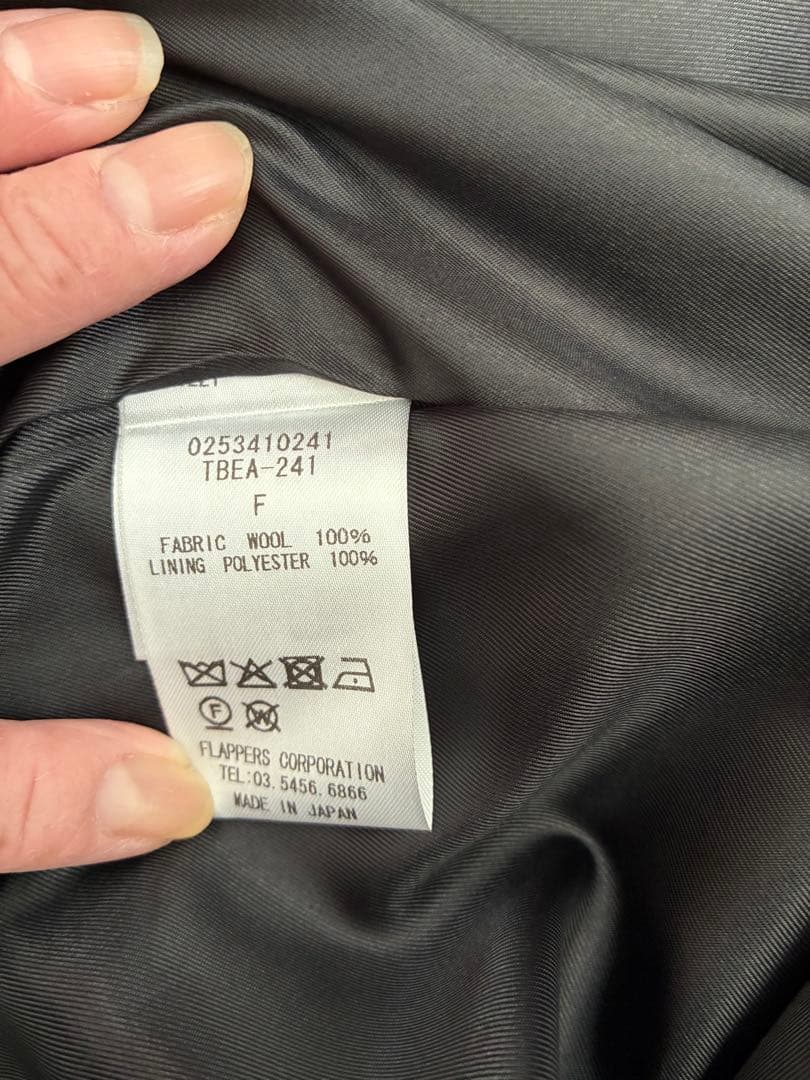 0253410241
TBEA-241
F
FABRIC WOOL 100%
LINING POLYESTER 100%
F W
FLAPPERS CORPORATION
TEL:03.5456.6866
MADE IN JAPAN